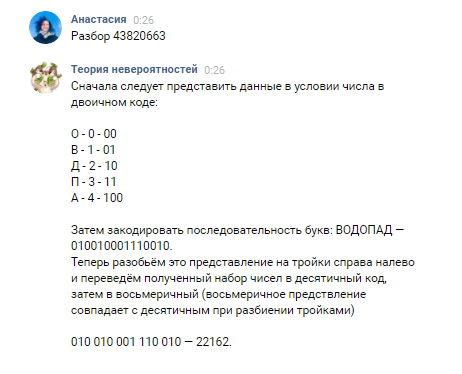 Анастасия 0:26
Разбор 43820663
Теория невероятностей 0:26
Сначала следует представить данные в условии числа в
двоичном коде:
О - 0 - 00
В - 1 - 01
Д - 2 - 10
П - 3 - 11
А - 4 - 100
Затем закодировать последовательность букв: ВОДОПАД —
010010001110010.
Теперь разобьём это представление на тройки справа налево
и переведём полученный набор чисел в десятичный код,
затем в восьмеричный (восьмеричное предствление
совпадает с десятичным при разбиении тройками)
010 010 001 110 010 — 22162.